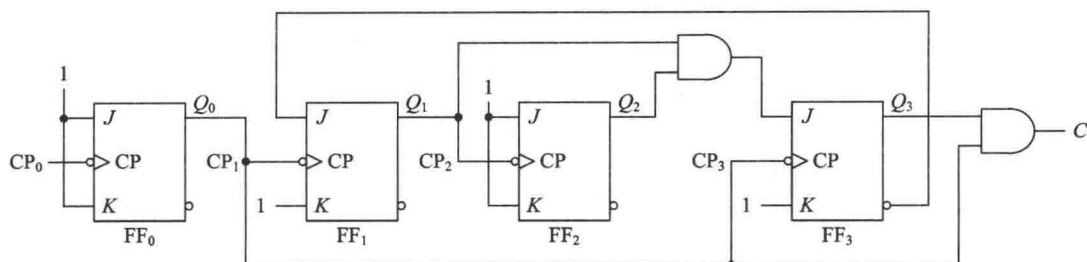 1 Q₀ Q₁ 1 Q₂ Q₃
J J J J C
CP₀ CP CP₁ CP CP₂ CP CP₃ CP
K 1 K K 1 K
FF₀ FF₁ FF₂ FF₃